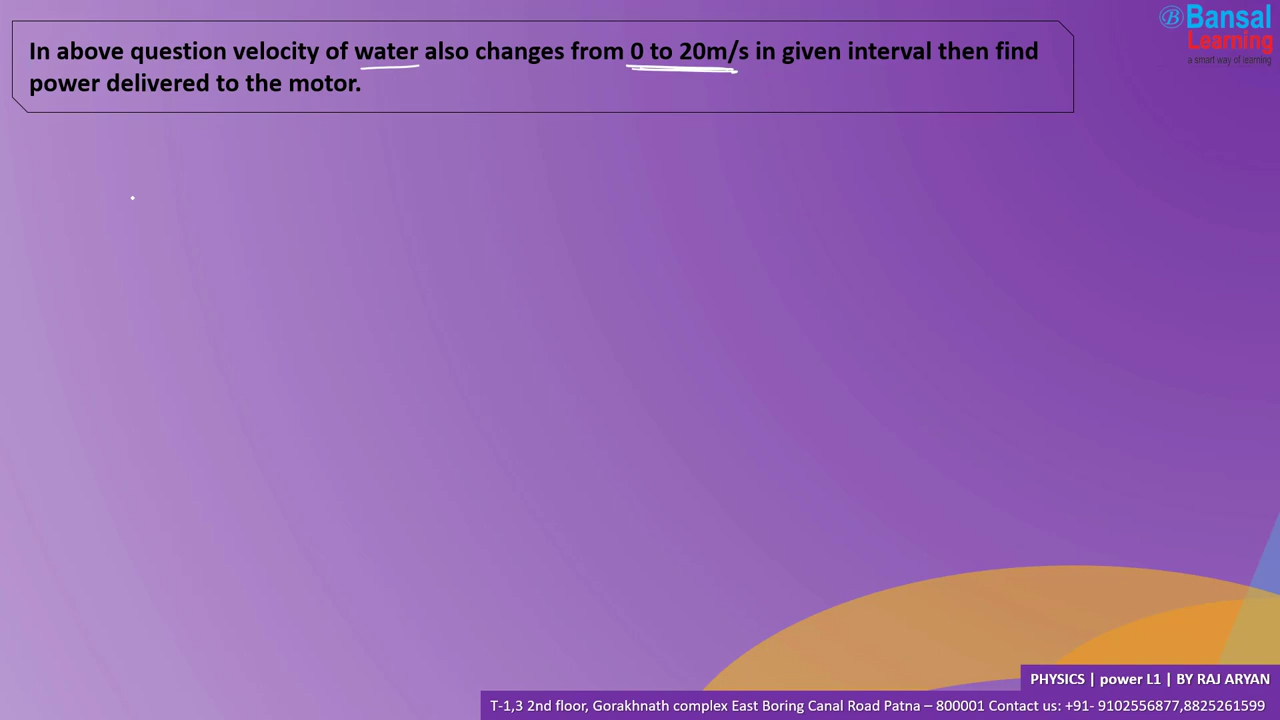 In above question velocity of water also changes from 0 to 20m/s in given interval then find
power delivered to the motor.
B Bansal
Learning
a smart way of learning
PHYSICS | power L1 | BY RAJ ARYAN
T-1,3 2nd floor, Gorakhnath complex East Boring Canal Road Patna – 800001 Contact us: +91- 9102556877,8825261599